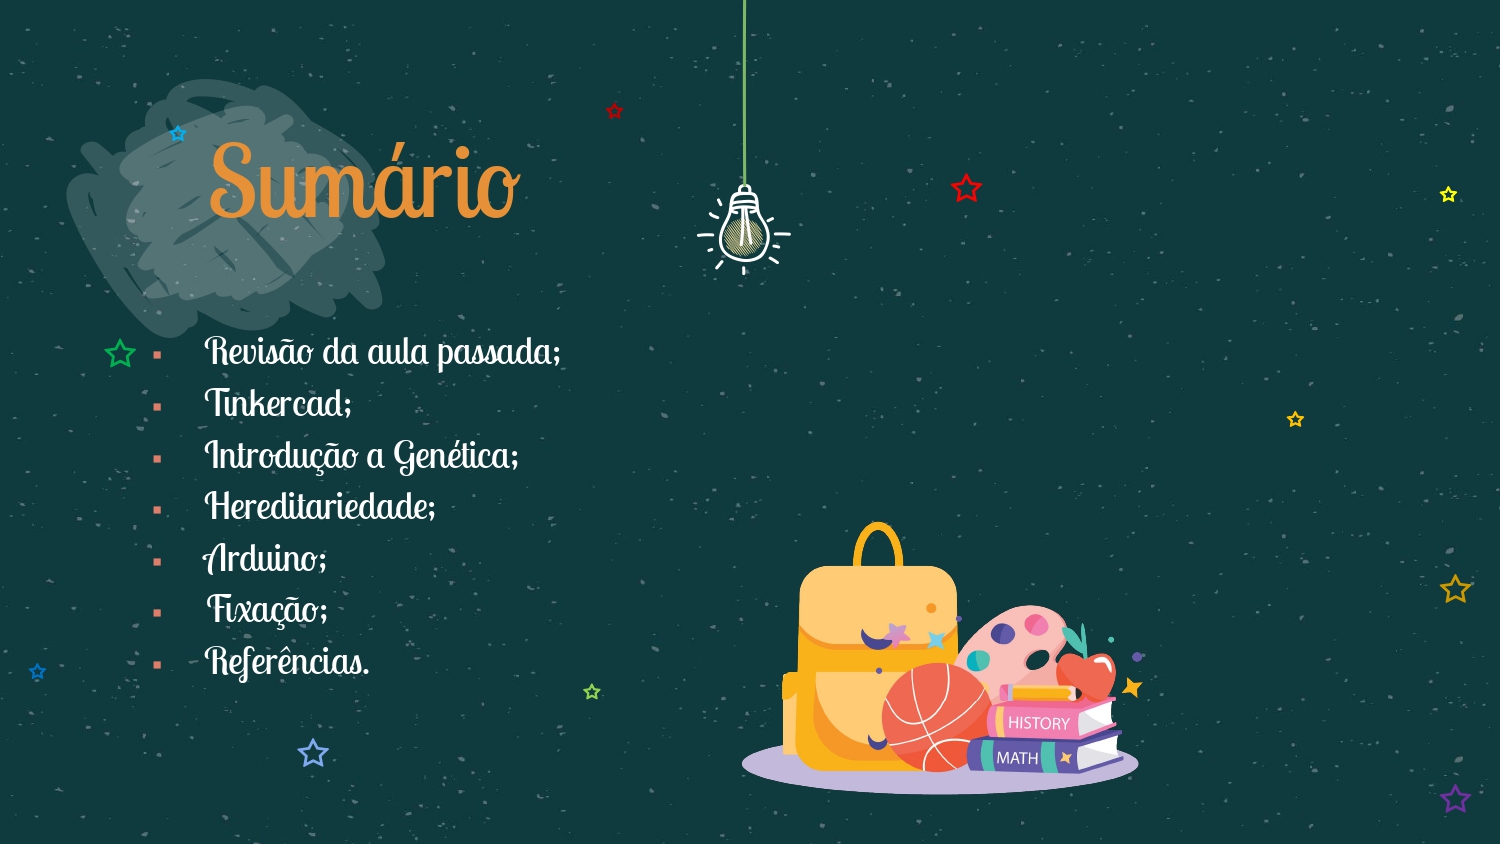 Sumário
Revisão da aula passada;
Tinkercad;
Introdução a Genética;
Hereditariedade;
Arduino;
Fixação;
Referências.
HISTORY
MATH